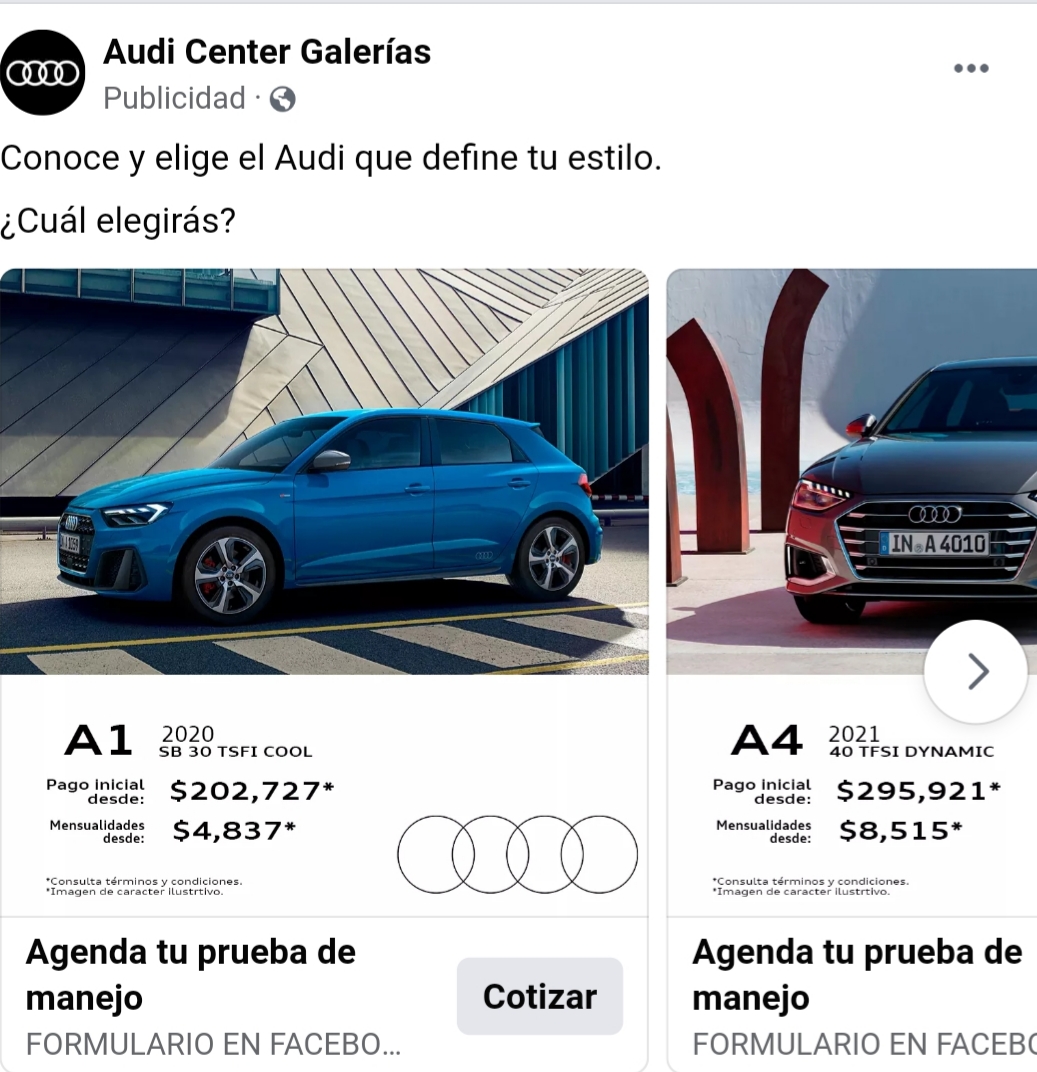 Audi Center Galerías
Publicidad ·
Conoce y elige el Audi que define tu estilo.
¿Cuál elegirás?
IN A 4010
A1 2020
SB 30 TSFI COOL
Pago inicial desde: $202,727*
Mensualidades desde: $4,837*
*Consulta términos y condiciones.
*Imagen de caracter ilustrtivo.
Agenda tu prueba de
manejo
FORMULARIO EN FACEBO...
Cotizar
A4 2021
40 TFSI DYNAMIC
Pago inicial desde: $295,921*
Mensualidades desde: $8,515*
*Consulta términos y condiciones.
*Imagen de caracter ilustrtivo.
Agenda tu prueba de
manejo
FORMULARIO EN FACEBO